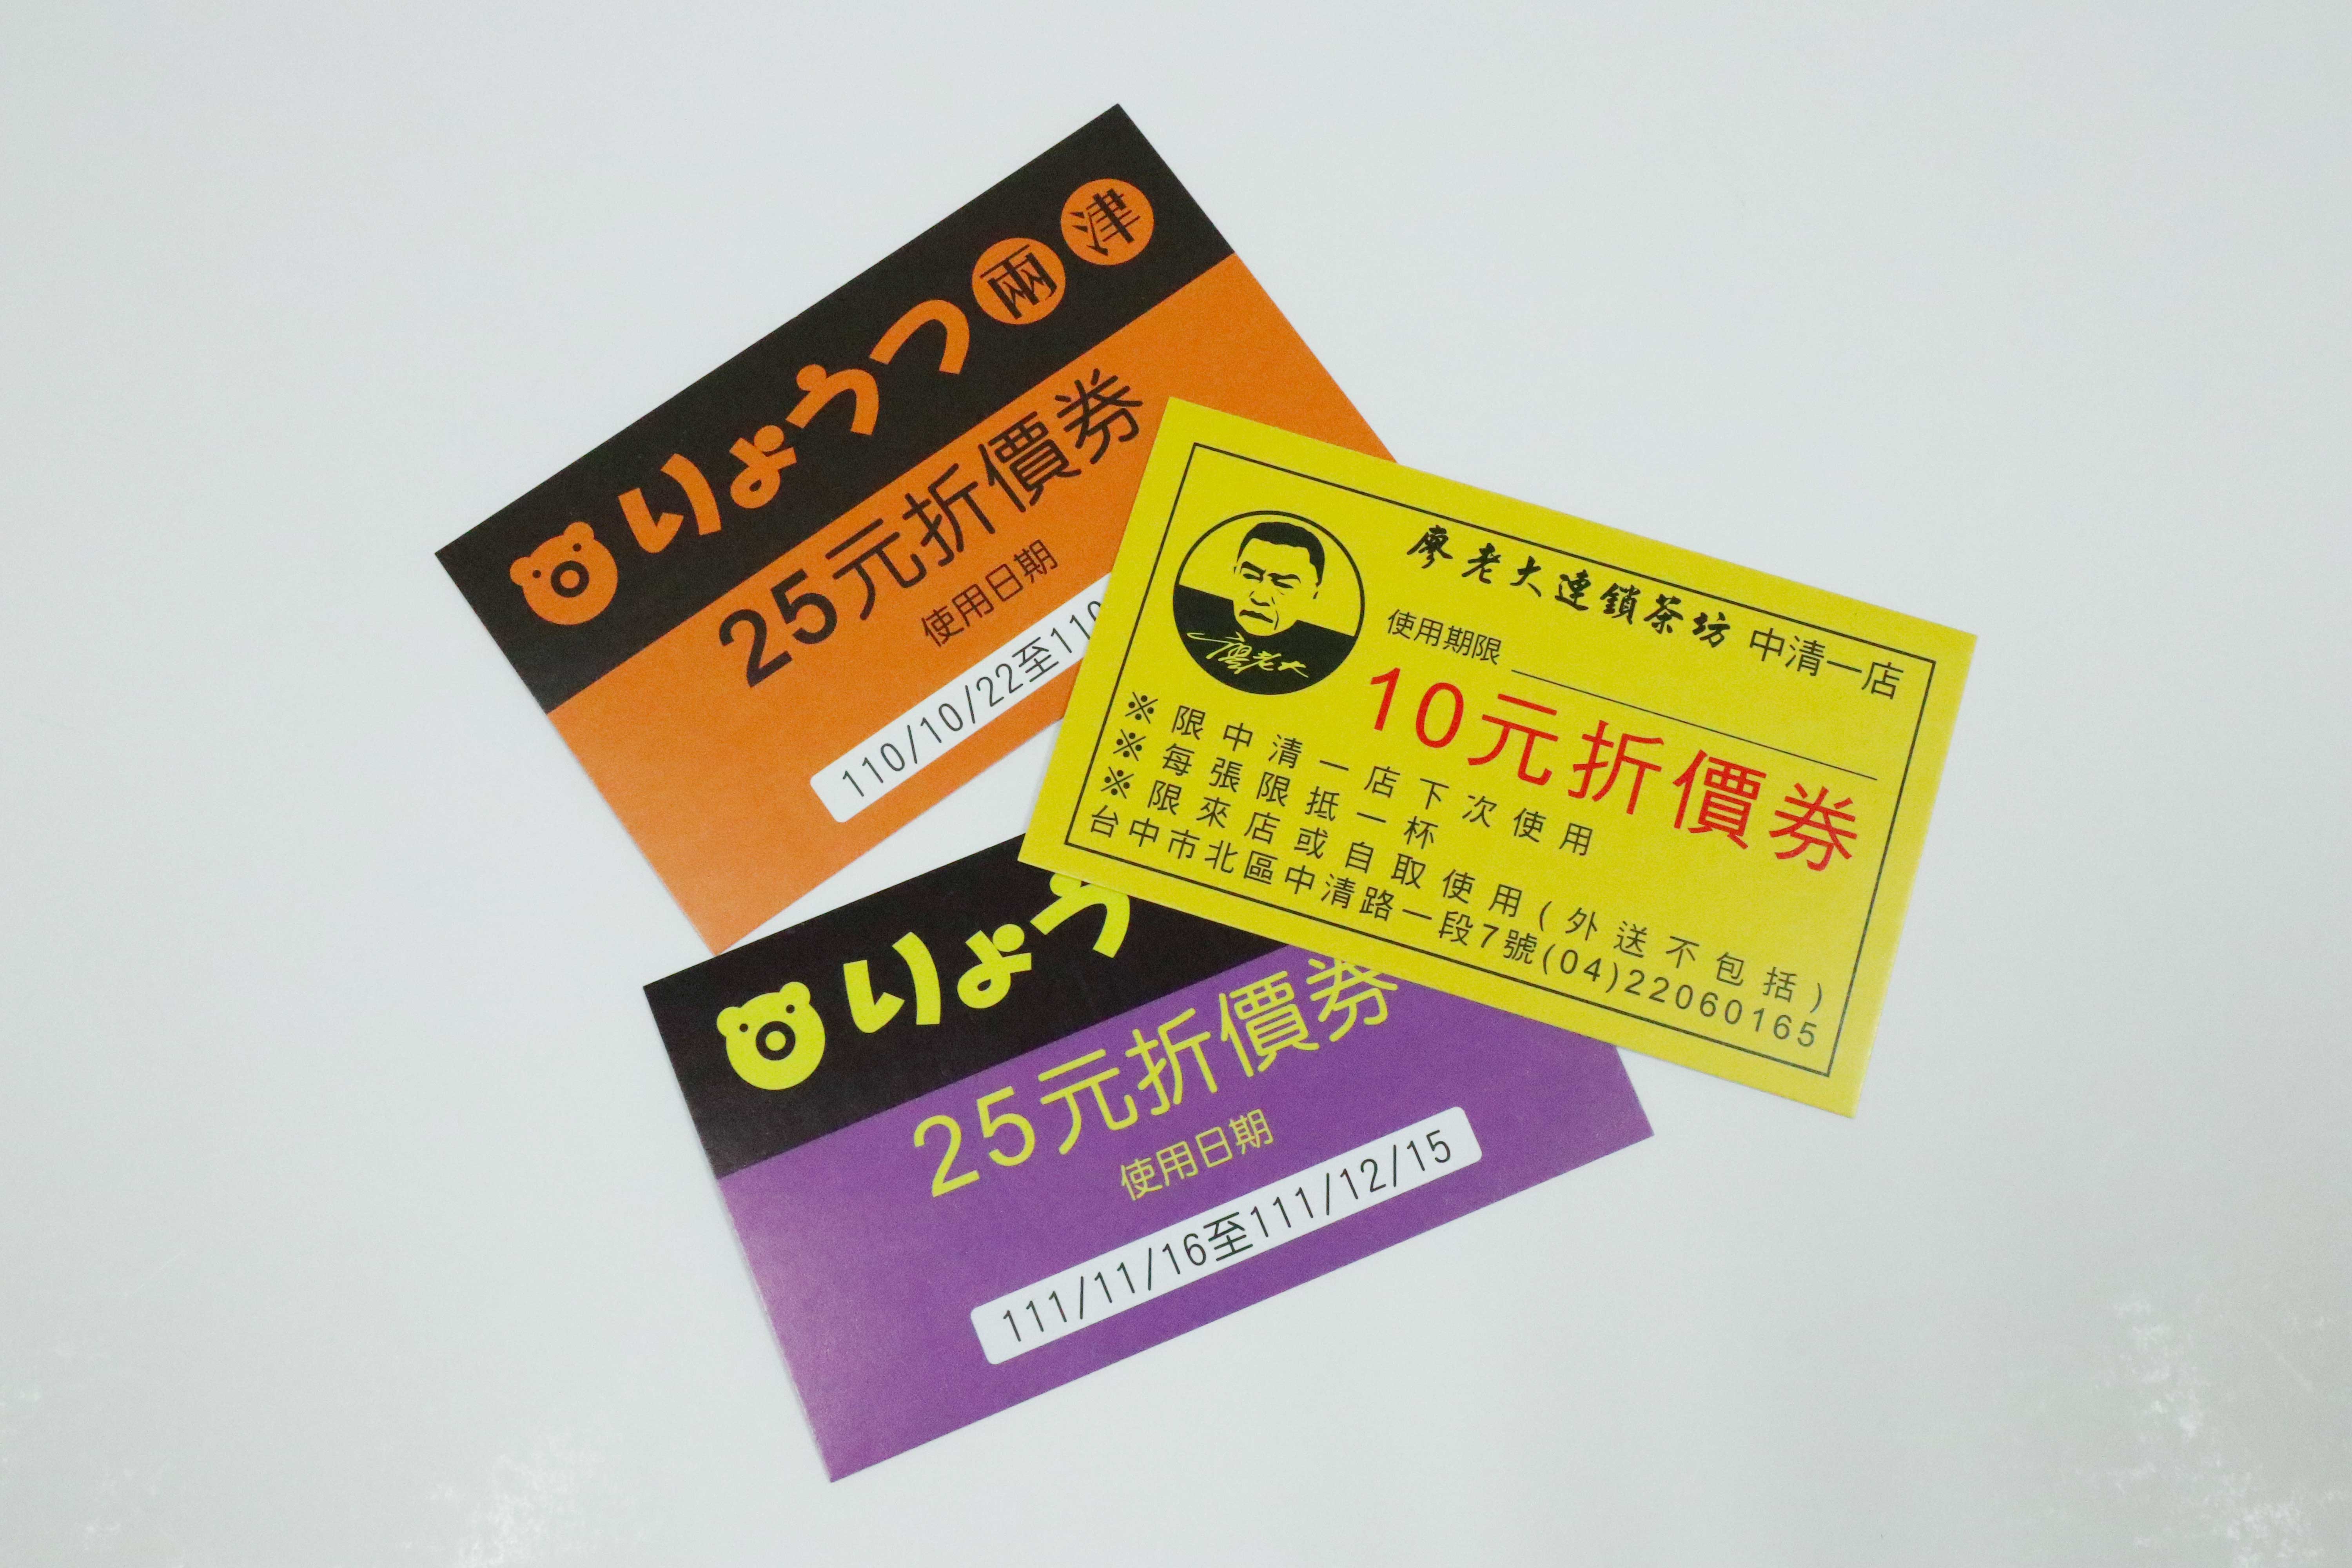 りょうつ 兩津
25元折價券
使用日期
110/10/22至110
廖老大連鎖茶坊 中清一店
廖老大
使用期限
10元折價券
※限中清一店下次使用
※每張限抵一杯
※限來店或自取使用(外送不包括)
台中市北區中清路一段7號(04)22060165
りょう
25元折價券
使用日期
111/11/16至111/12/15